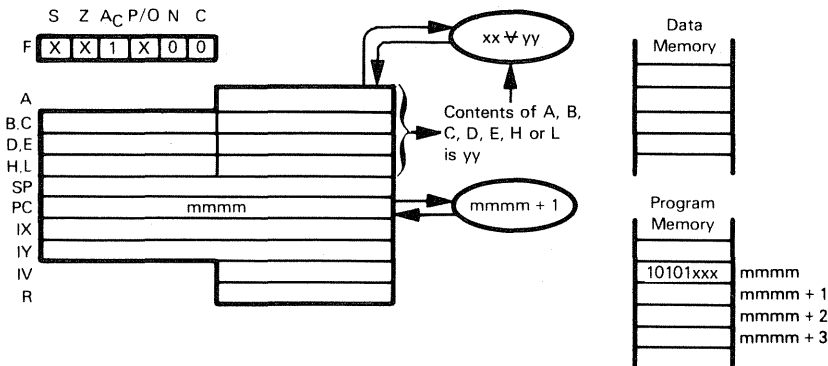 S Z AC P/O N C
F X X 1 X 0 0
A
B,C
D,E
H,L
SP
PC mmmm
IX
IY
IV
R
xx ⊻ yy
Contents of A, B,
C, D, E, H or L
is yy
mmmm + 1
Data
Memory
Program
Memory
10101xxx mmmm
mmmm + 1
mmmm + 2
mmmm + 3